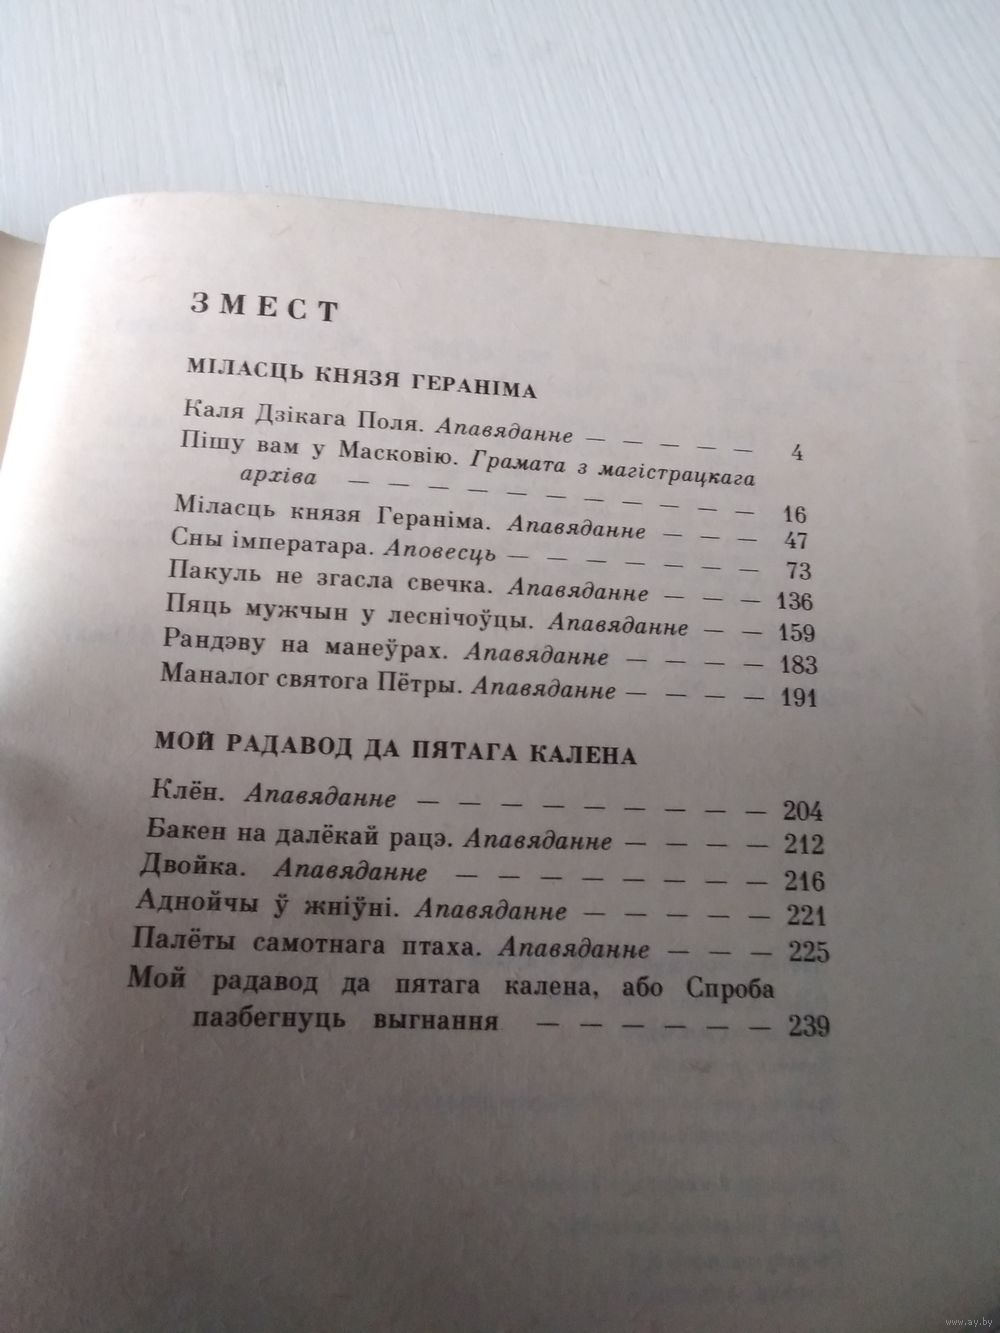 ЗМЕСТ
МІЛАСЦЬ КНЯЗЯ ГЕРАНІМА
Каля Дзікага Поля. Апавяданне — — — — — 4
Пішу вам у Масковію. Грамата з магістрацкага
архіва — — — — — — — — — — — 16
Міласць князя Гераніма. Апавяданне — — — 47
Сны імператара. Аповесць — — — — — — — 73
Пакуль не згасла свечка. Апавяданне — — — 136
Пяць мужчын у леснічоўцы. Апавяданне — — 159
Рандэву на манеўрах. Апавяданне — — — — 183
Маналог святога Пётры. Апавяданне — — — — 191
МОЙ РАДАВОД ДА ПЯТАГА КАЛЕНА
Клён. Апавяданне — — — — — — — — — 204
Бакен на далёкай рацэ. Апавяданне — — — — 212
Двойка. Апавяданне — — — — — — — — 216
Аднойчы ў жніўні. Апавяданне — — — — — 221
Палёты самотнага птаха. Апавяданне — — — 225
Мой радавод да пятага калена, або Спроба
пазбегнуць выгнання — — — — — — 239
www.ay.by